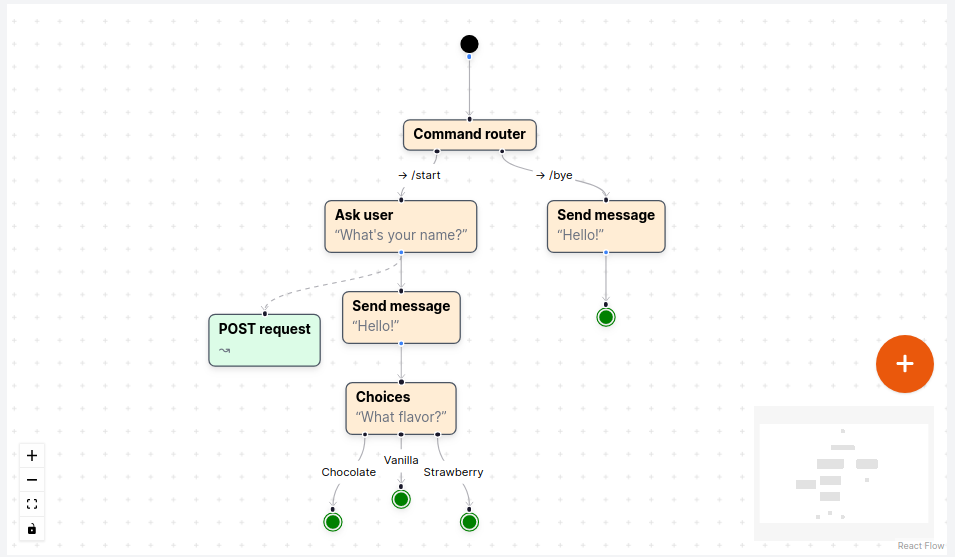 Command router
→ /start
→ /bye
Ask user
“What's your name?”
Send message
“Hello!”
Send message
“Hello!”
POST request
Choices
“What flavor?”
Chocolate
Vanilla
Strawberry
React Flow